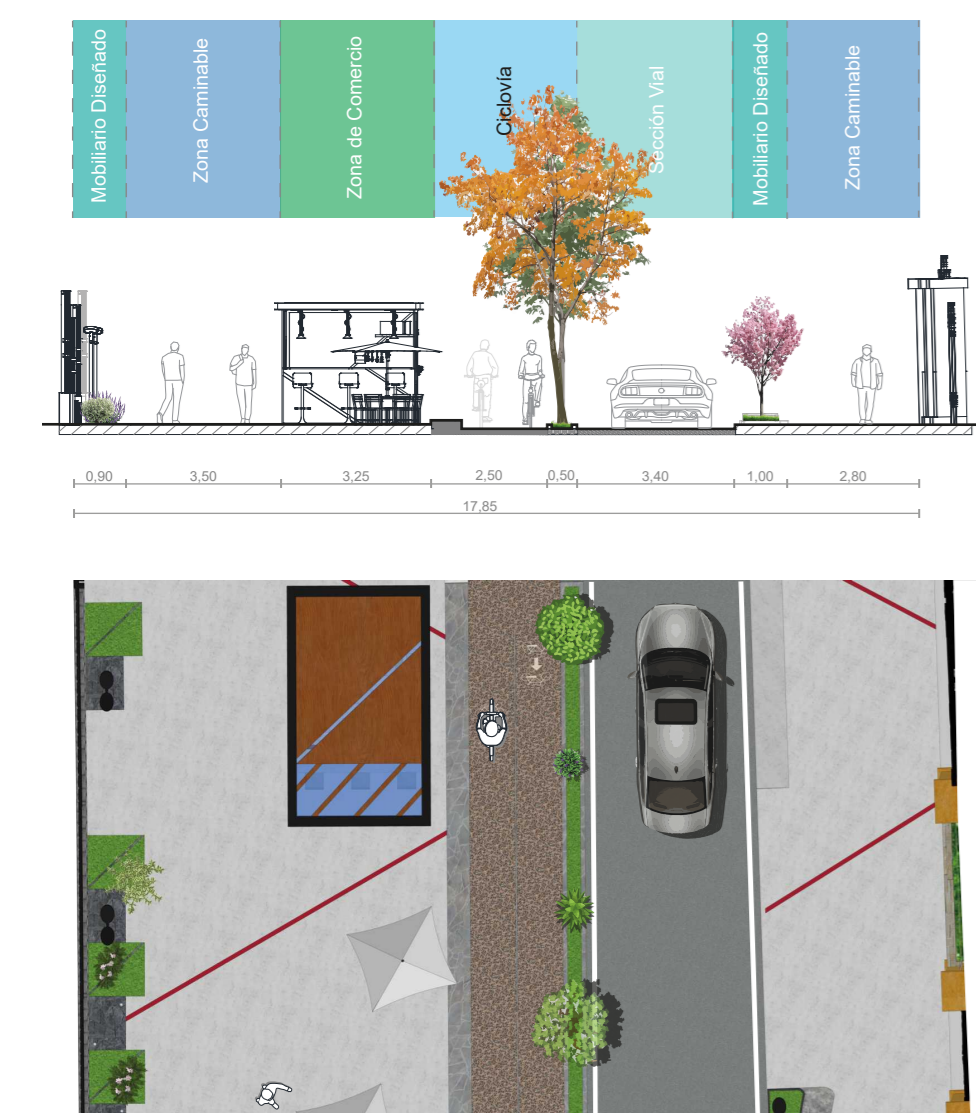 Mobiliario Diseñado
Zona Caminable
Zona de Comercio
Ciclovía
Sección Vial
Mobiliario Diseñado
Zona Caminable
0,90
3,50
3,25
2,50
0,50
3,40
1,00
2,80
17,85